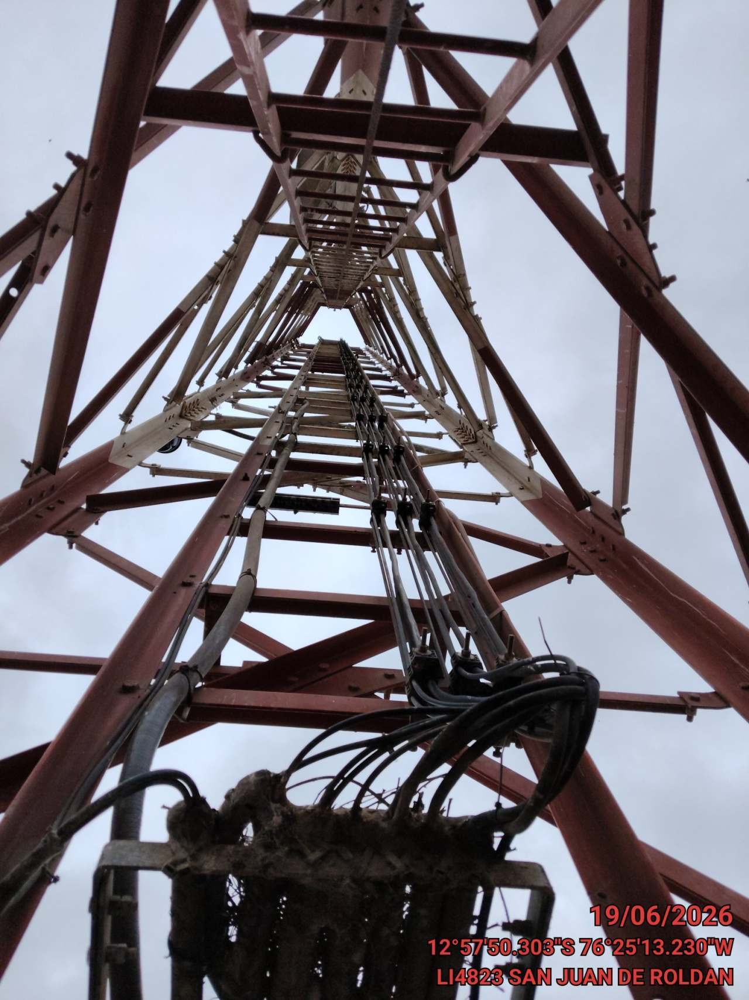 19/06/2026
12°57'50.303"S 76°25'13.230"W
LI4823 SAN JUAN DE ROLDAN